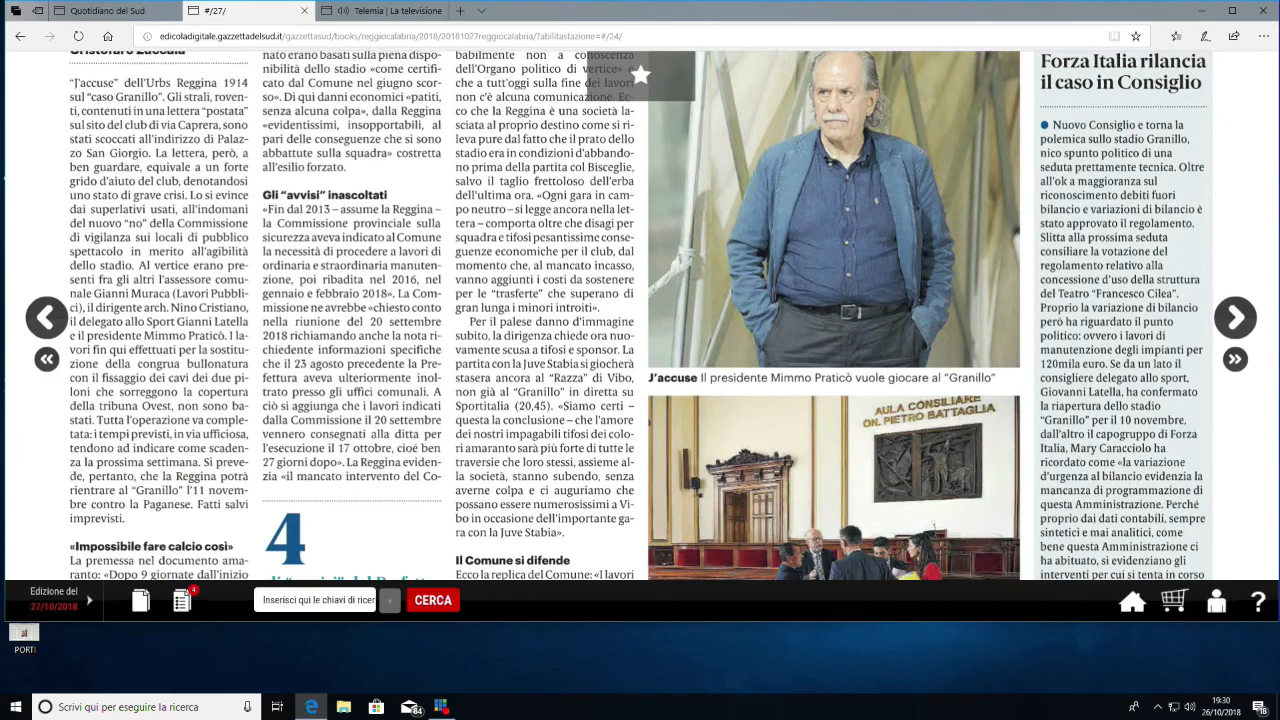 Quotidiano del Sud
#/27/
Telemia | La Televisione
edicoladigitale.gazzettadelsud.it/gazzettasud/books/reggiocalabria/2018/20181027reggiocalabria/?abilitastazione=#/24/
"J'accuse" dell'Urbs Reggina 1914
sul "caso Granillo". Gli strali, roven-
ti, contenuti in una lettera "postata"
sul sito del club di via Caprera, sono
stati scoccati all'indirizzo di Palaz-
zo San Giorgio. La lettera, però, a
ben guardare, equivale a un forte
grido d'aiuto del club, denotandosi
uno stato di grave crisi. Lo si evince
dai superlativi usati, all'indomani
del nuovo "no" della Commissione
di vigilanza sui locali di pubblico
spettacolo in merito all'agibilità
dello stadio. Al vertice erano pre-
senti fra gli altri l'assessore comu-
nale Gianni Muraca (Lavori Pubbli-
ci), il dirigente arch. Nino Cristiano,
il delegato allo Sport Gianni Latella
e il presidente Mimmo Praticò. I la-
vori fin qui effettuati per la sostitu-
zione della congrua bullonatura
con il fissaggio dei cavi dei due pi-
loni che sorreggono la copertura
della tribuna Ovest, non sono ba-
stati. Tutta l'operazione va comple-
tata: i tempi previsti, in via ufficiosa,
tendono ad indicare come scaden-
za la prossima settimana. Si preve-
de, pertanto, che la Reggina potrà
rientrare al "Granillo" l'11 novem-
bre contro la Paganese. Fatti salvi
imprevisti.
«Impossibile fare calcio così»
La premessa nel documento ama-
ranto: «Dopo 9 giornate dall'inizio
nato erano basati sulla piena dispo-
nibilità dello stadio «come certifi-
cato dal Comune nel giugno scor-
so». Di qui danni economici «patiti,
senza alcuna colpa», dalla Reggina
«evidentissimi, insopportabili, al
pari delle conseguenze che si sono
abbattute sulla squadra» costretta
all'esilio forzato.
Gli "avvisi" inascoltati
«Fin dal 2013 – assume la Reggina –
la Commissione provinciale sulla
sicurezza aveva indicato al Comune
la necessità di procedere a lavori di
ordinaria e straordinaria manuten-
zione, poi ribadita nel 2016, nel
gennaio e febbraio 2018». La Com-
missione ne avrebbe «chiesto conto
nella riunione del 20 settembre
2018 richiamando anche la nota ri-
chiedente informazioni specifiche
che il 23 agosto precedente la Pre-
fettura aveva ulteriormente inol-
trato presso gli uffici comunali. A
ciò si aggiunga che i lavori indicati
dalla Commissione il 20 settembre
vennero consegnati alla ditta per
l'esecuzione il 17 ottobre, cioé ben
27 giorni dopo». La Reggina eviden-
zia «il mancato intervento del Co-
4
babilmente non a conoscenza
dell'Organo politico di vertice» e
che a tutt'oggi sulla fine dei lavori
non c'è alcuna comunicazione. Ec-
co che la Reggina è una società la-
sciata al proprio destino come si ri-
leva pure dal fatto che il prato dello
stadio era in condizioni d'abbando-
no prima della partita col Bisceglie,
salvo il taglio frettoloso dell'erba
dell'ultima ora. «Ogni gara in cam-
po neutro – si legge ancora nella let-
tera – comporta oltre che disagi per
squadra e tifosi pesantissime conse-
guenze economiche per il club, dal
momento che, al mancato incasso,
vanno aggiunti i costi da sostenere
per le "trasferte" che superano di
gran lunga i minori introiti».
Per il palese danno d'immagine
subito, la dirigenza chiede ora nuo-
vamente scusa a tifosi e sponsor. La
partita con la Juve Stabia si giocherà
stasera ancora al "Razza" di Vibo,
non già al "Granillo" in diretta su
Sportitalia (20,45). «Siamo certi –
questa la conclusione – che l'amore
dei nostri impagabili tifosi dei colo-
ri amaranto sarà più forte di tutte le
traversie che loro stessi, assieme al-
la società, stanno subendo, senza
averne colpa e ci auguriamo che
possano essere numerosissimi a Vi-
bo in occasione dell'importante ga-
ra con la Juve Stabia».
Il Comune si difende
Ecco la replica del Comune: «I lavori
J'accuse Il presidente Mimmo Praticò vuole giocare al "Granillo"
AULA CONSILIARE
ON. PIETRO BATTAGLIA
Forza Italia rilancia
il caso in Consiglio
Nuovo Consiglio e torna la
polemica sullo stadio Granillo,
nico spunto politico di una
seduta prettamente tecnica. Oltre
all'ok a maggioranza sul
riconoscimento debiti fuori
bilancio e variazioni di bilancio è
stato approvato il regolamento.
Slitta alla prossima seduta
consiliare la votazione del
regolamento relativo alla
concessione d'uso della struttura
del Teatro "Francesco Cilea".
Proprio la variazione di bilancio
però ha riguardato il punto
politico: ovvero i lavori di
manutenzione degli impianti per
120mila euro. Se da un lato il
consigliere delegato allo sport,
Giovanni Latella, ha confermato
la riapertura dello stadio
"Granillo" per il 10 novembre,
dall'altro il capogruppo di Forza
Italia, Mary Caracciolo ha
ricordato come «la variazione
d'urgenza al bilancio evidenzia la
mancanza di programmazione di
questa Amministrazione. Perché
proprio dai dati contabili, sempre
sintetici e mai analitici, come
bene questa Amministrazione ci
ha abituato, si evidenziano gli
interventi per cui si tenta in corso
Edizione del
27/10/2018
4
Inserisci qui le chiavi di ricer
+
CERCA
?
PORTI
Scrivi qui per eseguire la ricerca
84
19:30
26/10/2018
18